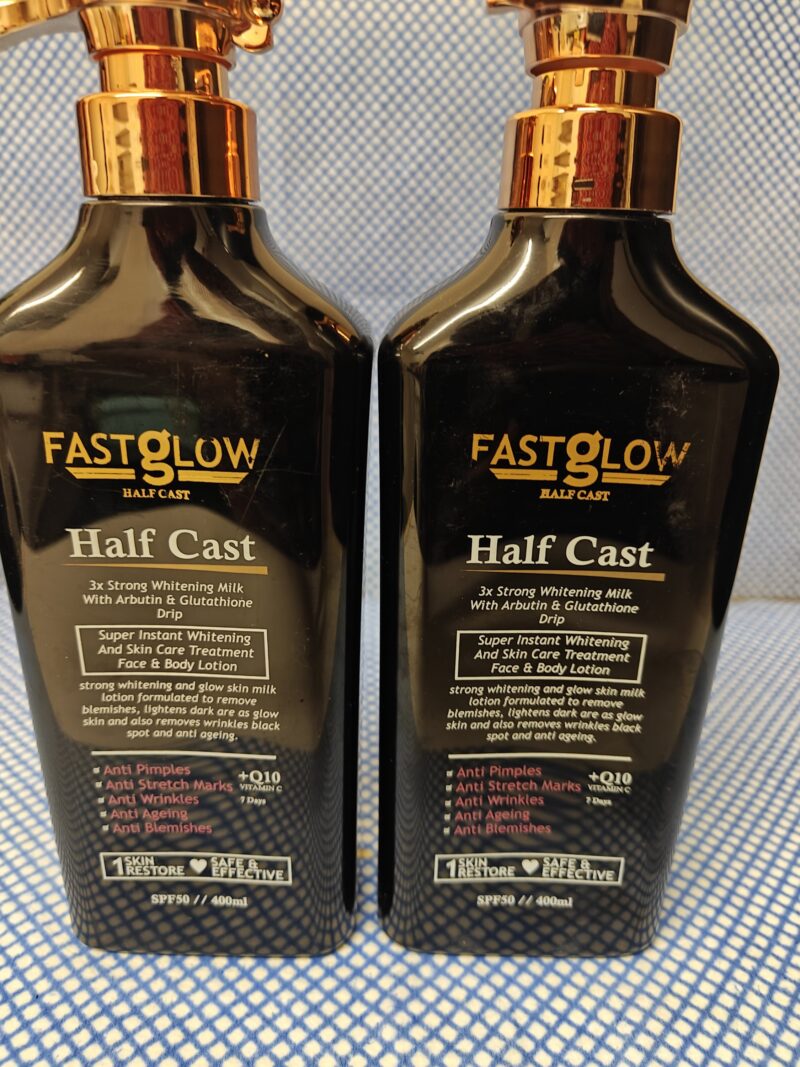 FASTgLOW
HALF CAST
Half Cast
3x Strong Whitening Milk
With Arbutin & Glutathione
Drip
Super Instant Whitening
And Skin Care Treatment
Face & Body Lotion
strong whitening and glow skin milk
lotion formulated to remove
blemishes, lightens dark are as glow
skin and also removes wrinkles black
spot and anti ageing.
Anti Pimples
Anti Stretch Marks
Anti Wrinkles
Anti Ageing
Anti Blemishes
+Q10
VITAMIN C
7 Days
1 SKIN RESTORE SAFE & EFFECTIVE
SPF50 // 400ml
FASTgLOW
HALF CAST
Half Cast
3x Strong Whitening Milk
With Arbutin & Glutathione
Drip
Super Instant Whitening
And Skin Care Treatment
Face & Body Lotion
strong whitening and glow skin milk
lotion formulated to remove
blemishes, lightens dark are as glow
skin and also removes wrinkles black
spot and anti ageing.
Anti Pimples
Anti Stretch Marks
Anti Wrinkles
Anti Ageing
Anti Blemishes
+Q10
VITAMIN C
7 Days
1 SKIN RESTORE SAFE & EFFECTIVE
SPF50 // 400ml